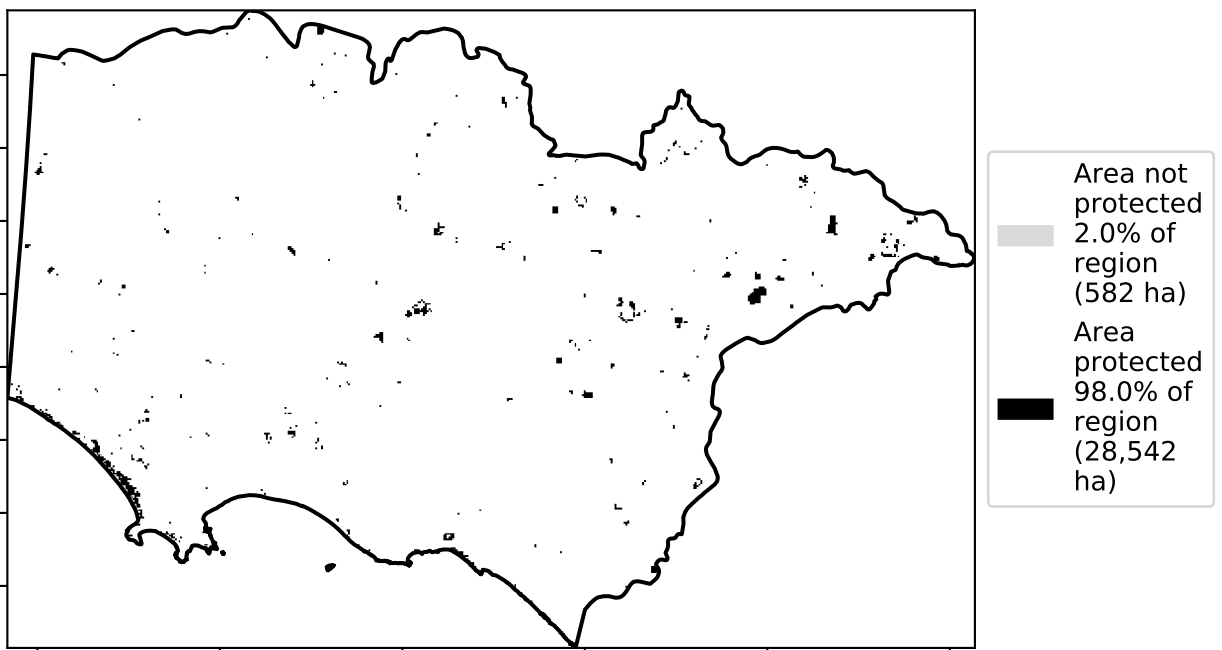 Area not
protected
2.0% of
region
(582 ha)
Area
protected
98.0% of
region
(28,542
ha)